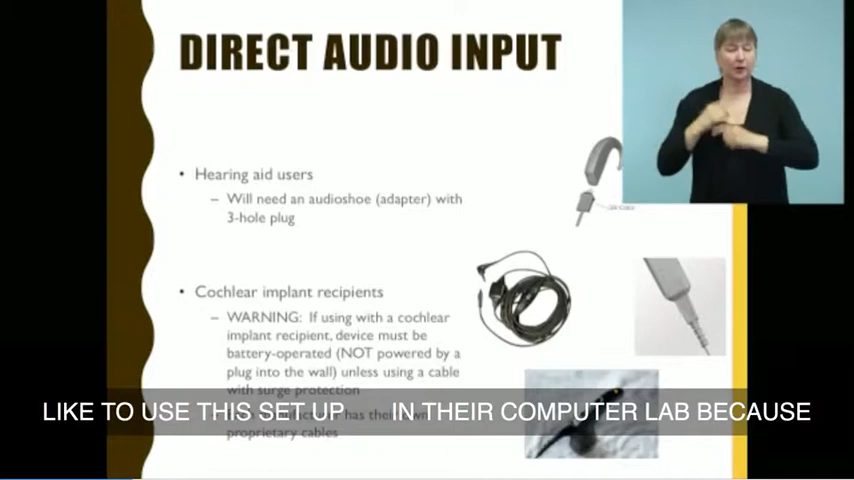 DIRECT AUDIO INPUT
• Hearing aid users
– Will need an audioshoe (adapter) with
3-hole plug
• Cochlear implant recipients
– WARNING: If using with a cochlear
implant recipient, device must be
battery-operated (NOT powered by a
plug into the wall) unless using a cable
with surge protection
has their own
proprietary cables
LIKE TO USE THIS SET UP IN THEIR COMPUTER LAB BECAUSE